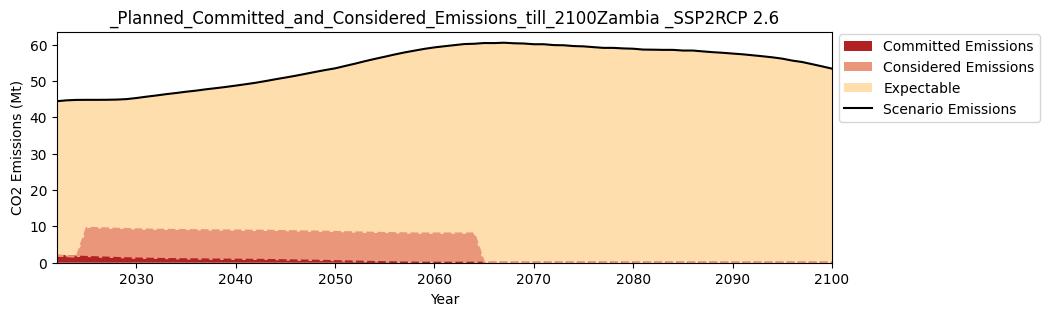 _Planned_Committed_and_Considered_Emissions_till_2100Zambia _SSP2RCP 2.6
Committed Emissions
Considered Emissions
Expectable
Scenario Emissions
CO2 Emissions (Mt)
60
50
40
30
20
10
0
2030 2040 2050 2060 2070 2080 2090 2100
Year